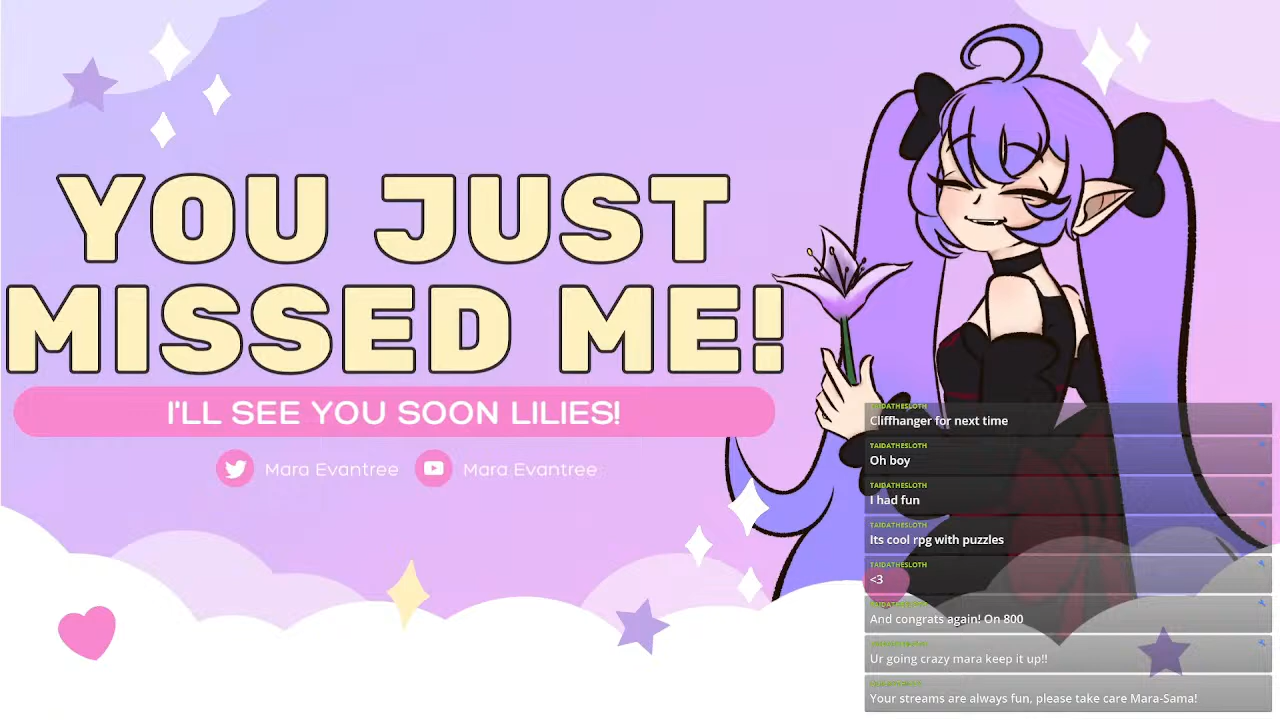 YOU JUST
MISSED ME!
I'LL SEE YOU SOON LILIES!
Mara Evantree
Mara Evantree
TAIDATHESLOTH
Cliffhanger for next time
TAIDATHESLOTH
Oh boy
TAIDATHESLOTH
I had fun
TAIDATHESLOTH
Its cool rpg with puzzles
TAIDATHESLOTH
<3
TAIDATHESLOTH
And congrats again! On 800
Ur going crazy mara keep it up!!
Your streams are always fun, please take care Mara-Sama!